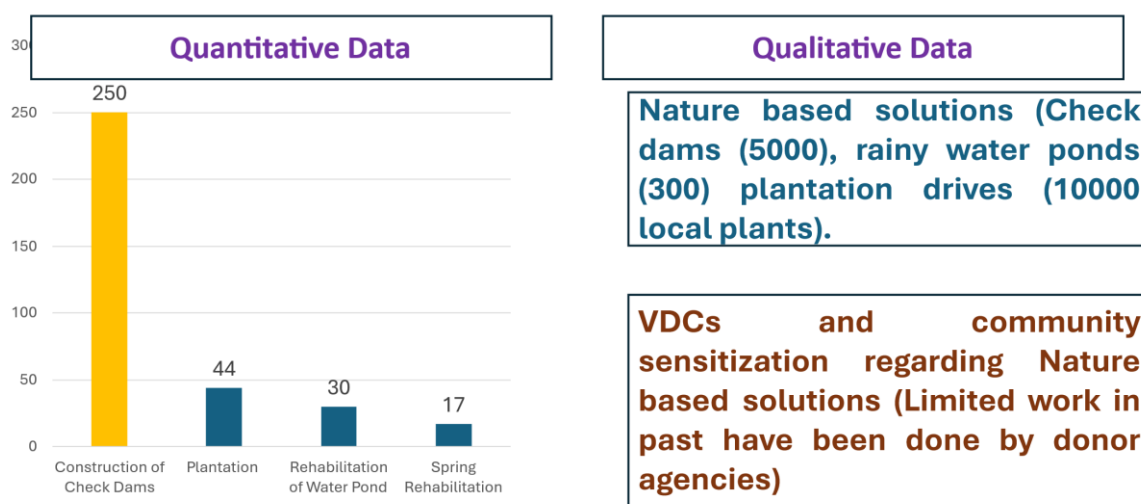 Quantitative Data
Qualitative Data
30
250
200
150
100
50
0
250
44
30
17
Construction of
Check Dams
Plantation
Rehabilitation
of Water Pond
Spring
Rehabilitation
Nature based solutions (Check
dams (5000), rainy water ponds
(300) plantation drives (10000
local plants).
VDCs and community
sensitization regarding Nature
based solutions (Limited work in
past have been done by donor
agencies)